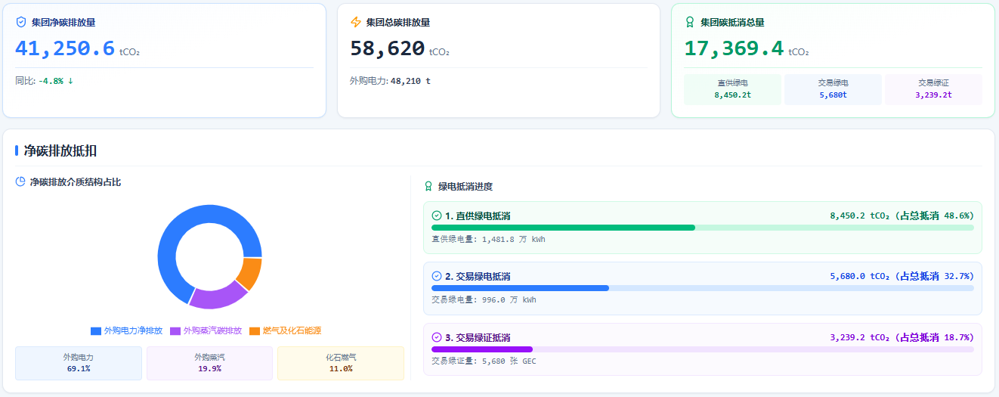 集团净碳排放量
41,250.6 tCO₂
同比: -4.8% ↓
集团总碳排放量
58,620 tCO₂
外购电力: 48,210 t
集团碳抵消总量
17,369.4 tCO₂
直供绿电
8,450.2t
交易绿电
5,680t
交易绿证
3,239.2t
净碳排放抵扣
净碳排放介质结构占比
外购电力净排放
外购蒸汽碳排放
燃气及化石能源
外购电力
69.1%
外购蒸汽
19.9%
化石燃气
11.0%
绿电抵消进度
1. 直供绿电抵消
8,450.2 tCO₂ (占总抵消 48.6%)
直供绿电量: 1,481.8 万 kWh
2. 交易绿电抵消
5,680.0 tCO₂ (占总抵消 32.7%)
交易绿电量: 996.0 万 kWh
3. 交易绿证抵消
3,239.2 tCO₂ (占总抵消 18.7%)
交易绿证量: 5,680 张 GEC